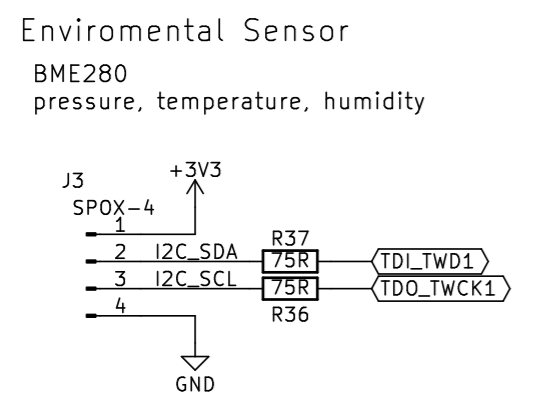 Enviromental Sensor
BME280
pressure, temperature, humidity
+3V3
J3
SPOX-4
1
R37
2 I2C_SDA 75R TDI_TWD1
3 I2C_SCL 75R TDO_TWCK1
4 R36
GND